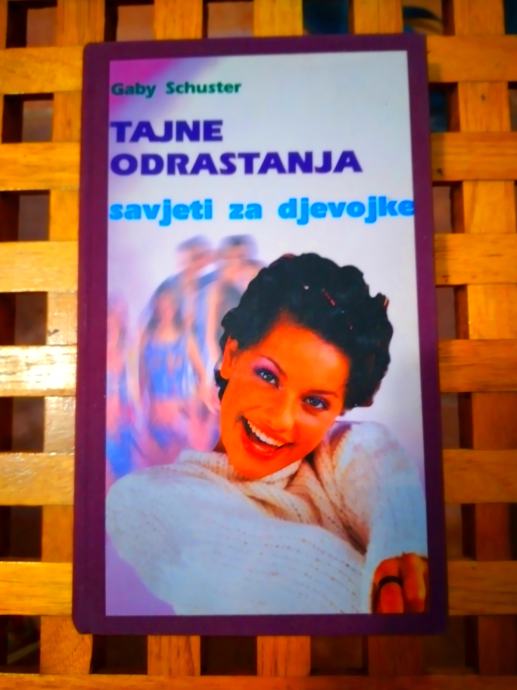 Gaby Schuster
TAJNE
ODRASTANJA
savjeti za djevojke